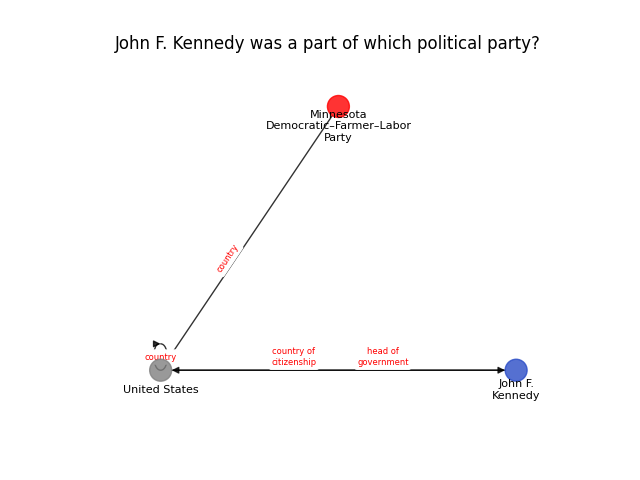 John F. Kennedy was a part of which political party?
Minnesota
Democratic–Farmer–Labor
Party
country
country
country of
citizenship
head of
government
United States
John F.
Kennedy